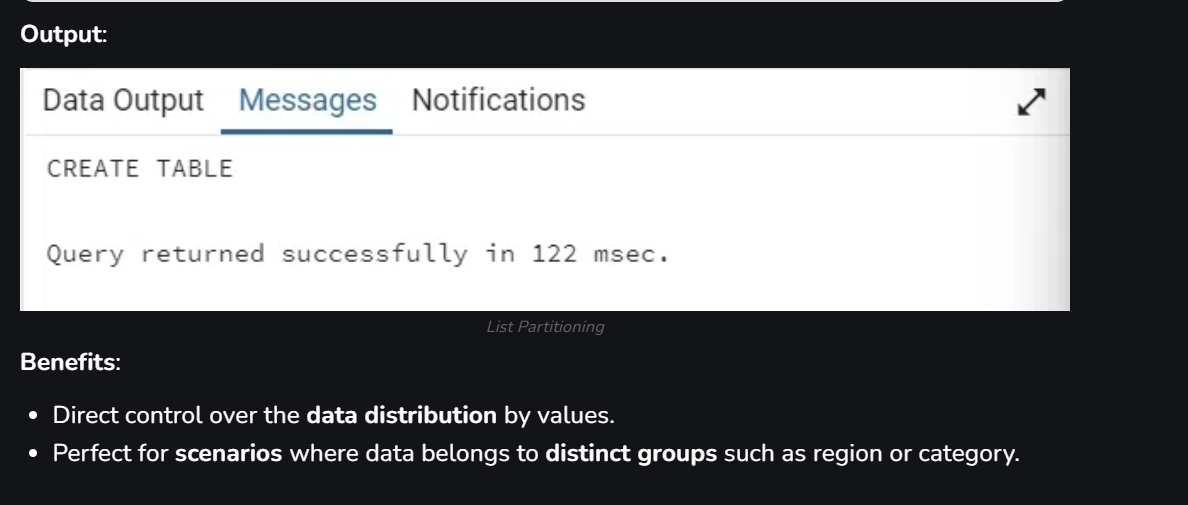 Output:
Data Output Messages Notifications
CREATE TABLE
Query returned successfully in 122 msec.
List Partitioning
Benefits:
• Direct control over the data distribution by values.
• Perfect for scenarios where data belongs to distinct groups such as region or category.